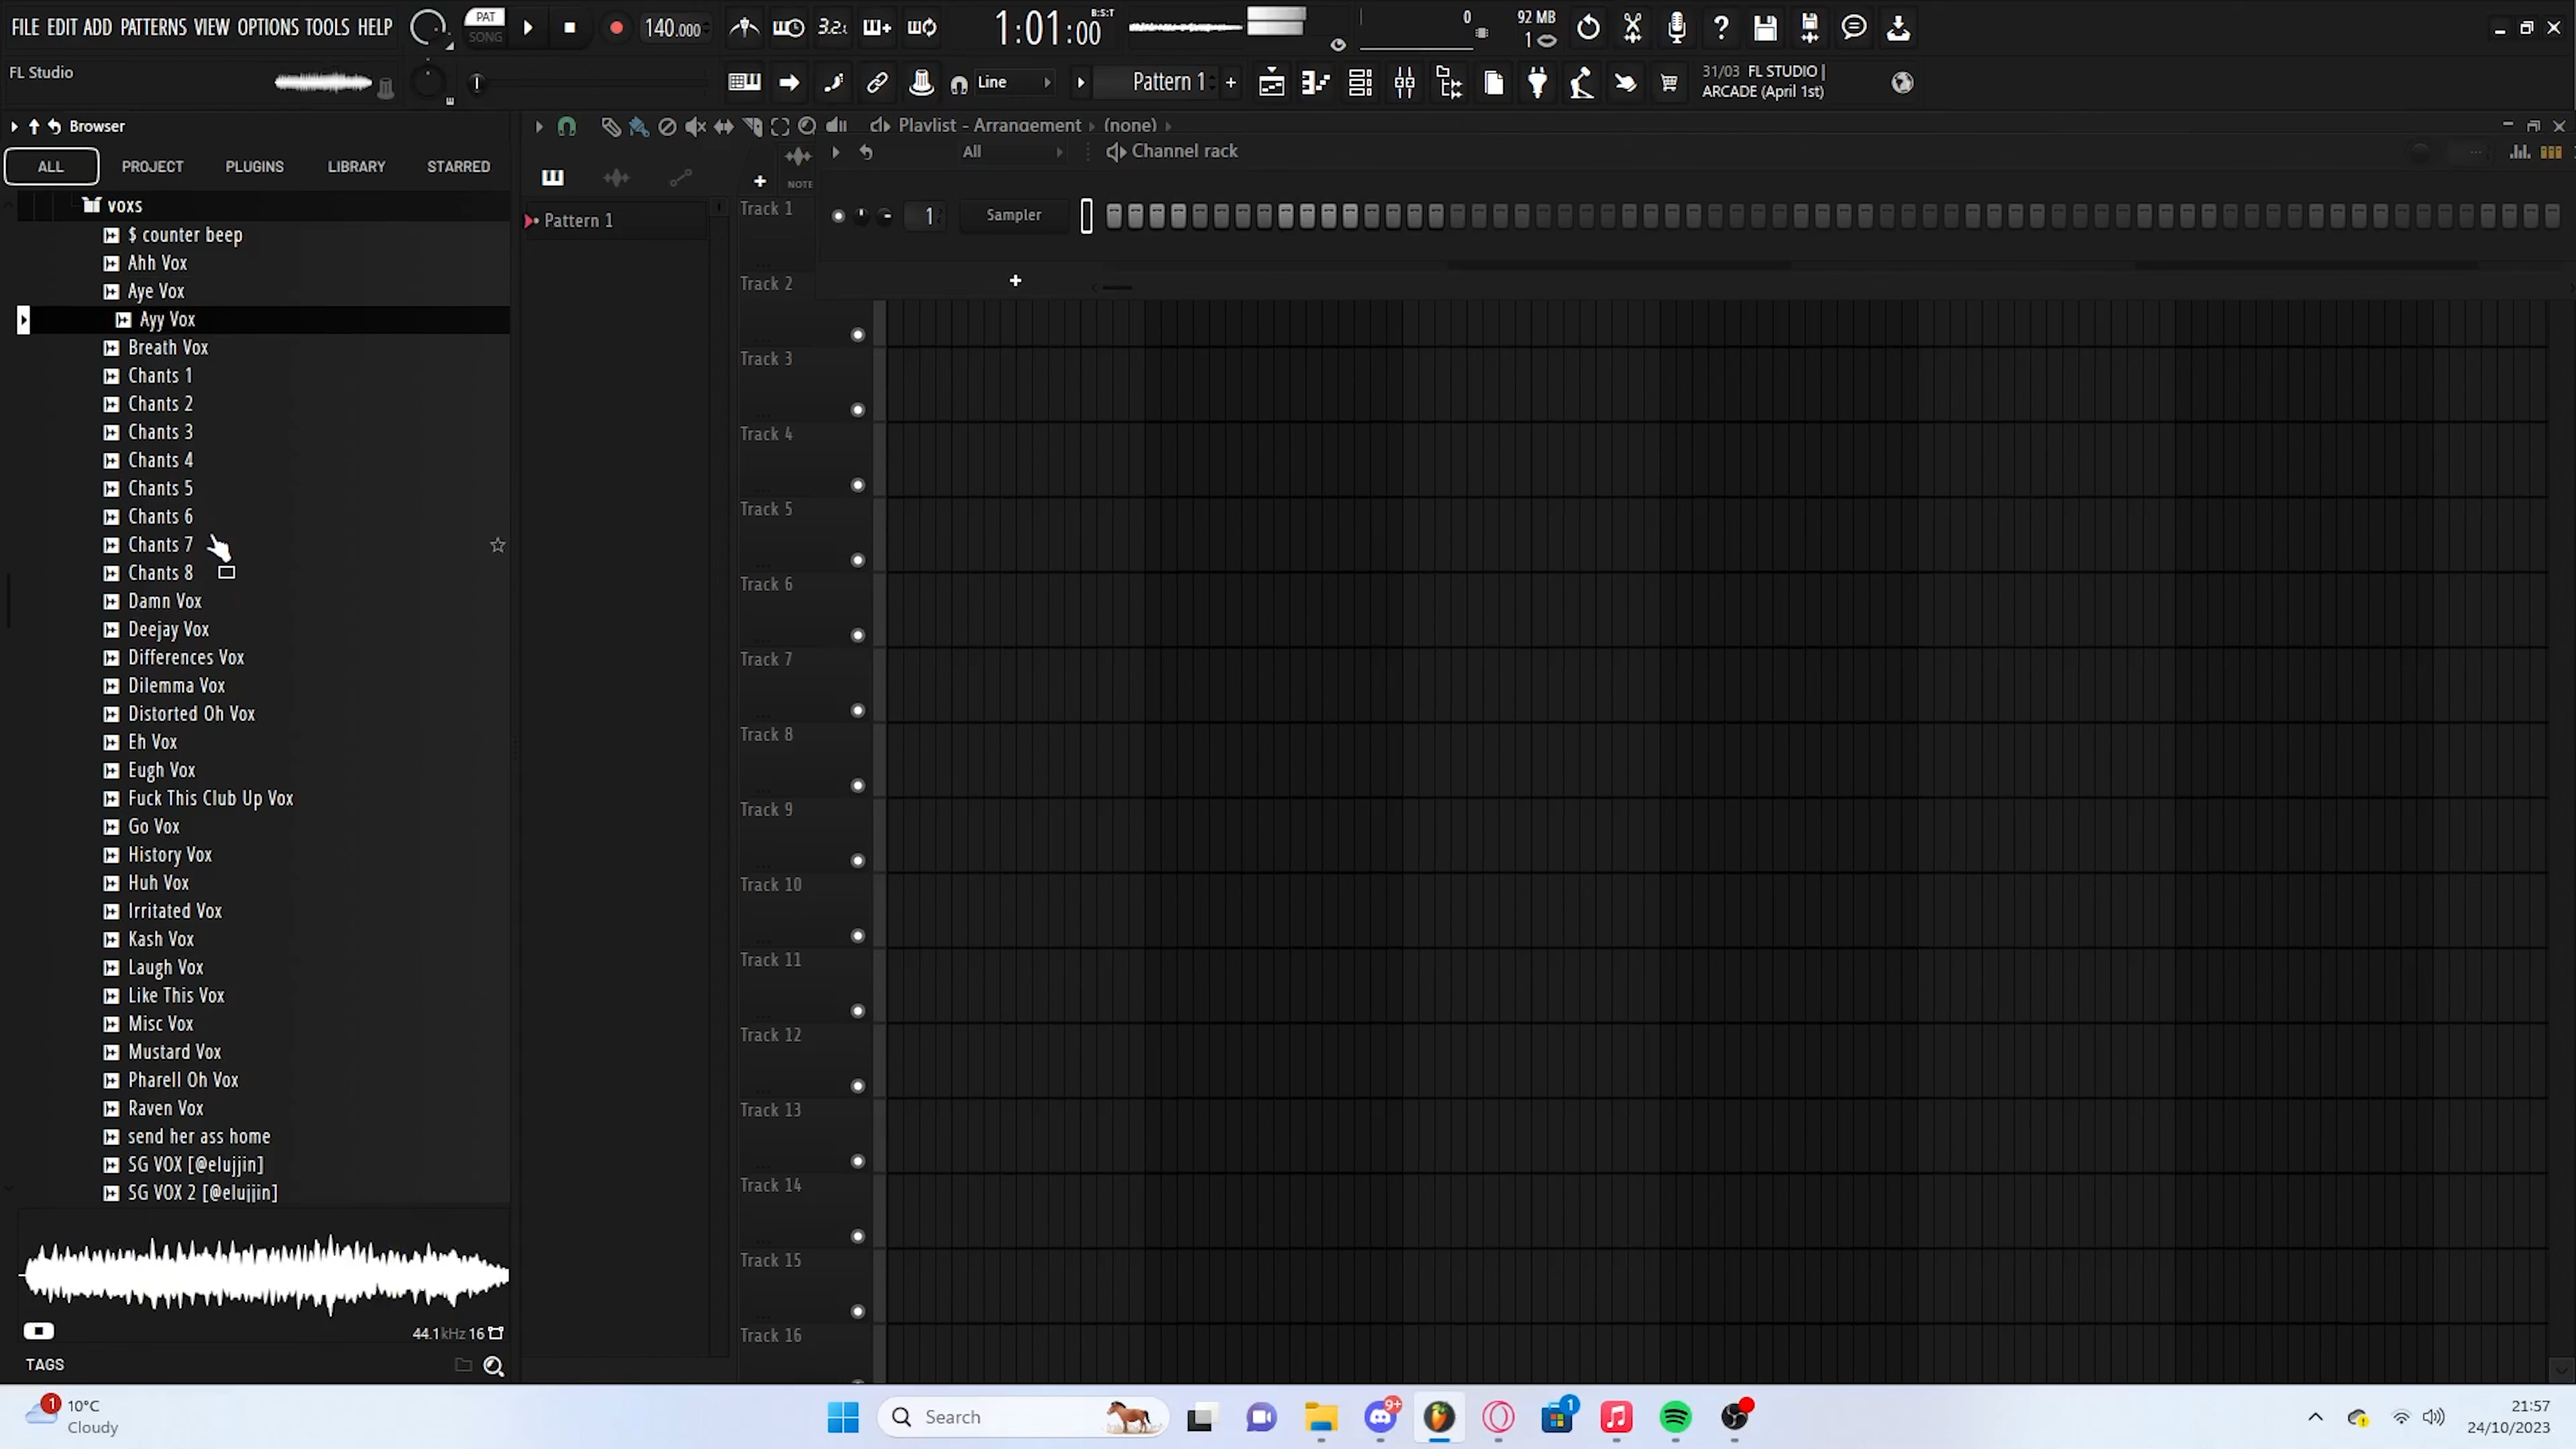 FILE EDIT ADD PATTERNS VIEW OPTIONS TOOLS HELP
PAT
SONG
140.000
3.2.
1:01:00
B:S:T
0
92 MB
1
FL Studio
Line
Pattern 1
31/03 FL STUDIO |
ARCADE (April 1st)
Browser
Playlist - Arrangement
(none)
ALL
PROJECT
PLUGINS
LIBRARY
STARRED
NOTE
All
Channel rack
voxs
$ counter beep
Ahh Vox
Aye Vox
Ayy Vox
Breath Vox
Chants 1
Chants 2
Chants 3
Chants 4
Chants 5
Chants 6
Chants 7
Chants 8
Damn Vox
Deejay Vox
Differences Vox
Dilemma Vox
Distorted Oh Vox
Eh Vox
Eugh Vox
Fuck This Club Up Vox
Go Vox
History Vox
Huh Vox
Irritated Vox
Kash Vox
Laugh Vox
Like This Vox
Misc Vox
Mustard Vox
Pharell Oh Vox
Raven Vox
send her ass home
SG VOX [@elujjin]
SG VOX 2 [@elujjin]
44.1kHz 16
TAGS
Pattern 1
1
Sampler
Track 1
Track 2
Track 3
Track 4
Track 5
Track 6
Track 7
Track 8
Track 9
Track 10
Track 11
Track 12
Track 13
Track 14
Track 15
Track 16
1
10°C
Cloudy
Search
9+
1
21:57
24/10/2023